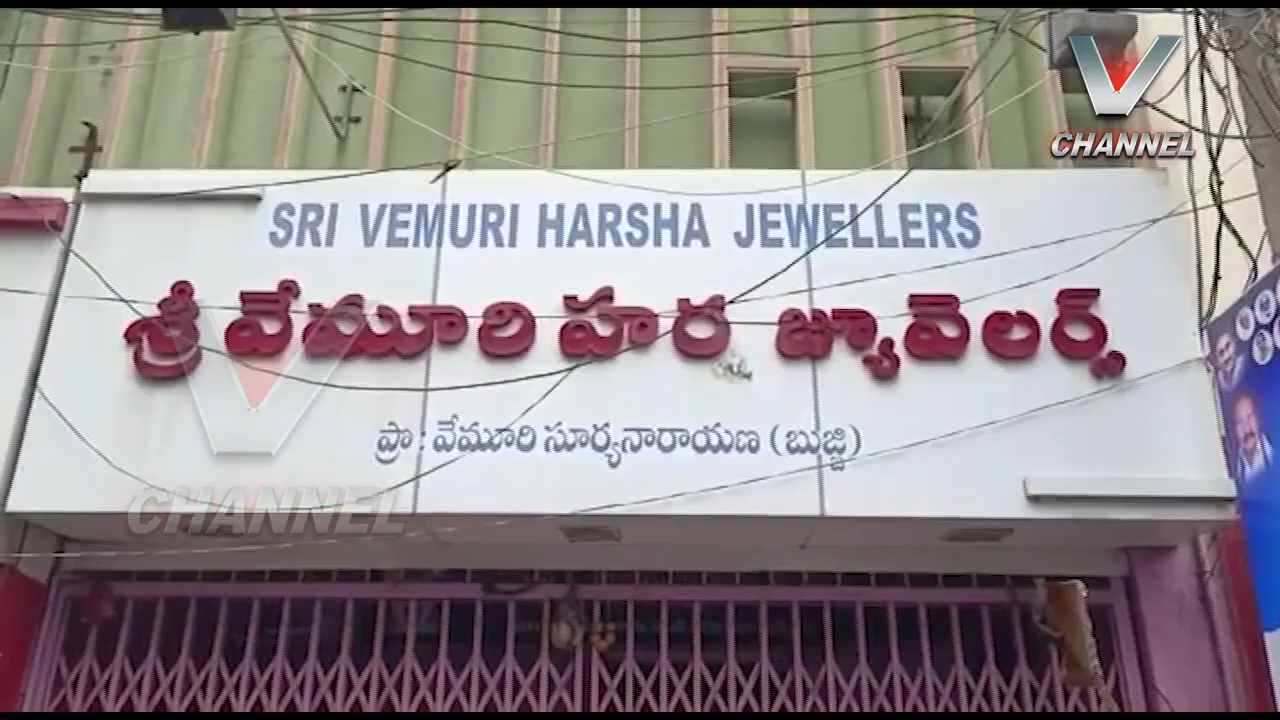 V
CHANNEL
SRI VEMURI HARSHA JEWELLERS
శ్రీ వేమూరి హర్ష జ్యూవెలర్స్
ప్రొ : వేమూరి సూర్యనారాయణ (బుజ్జి)
V
CHANNEL